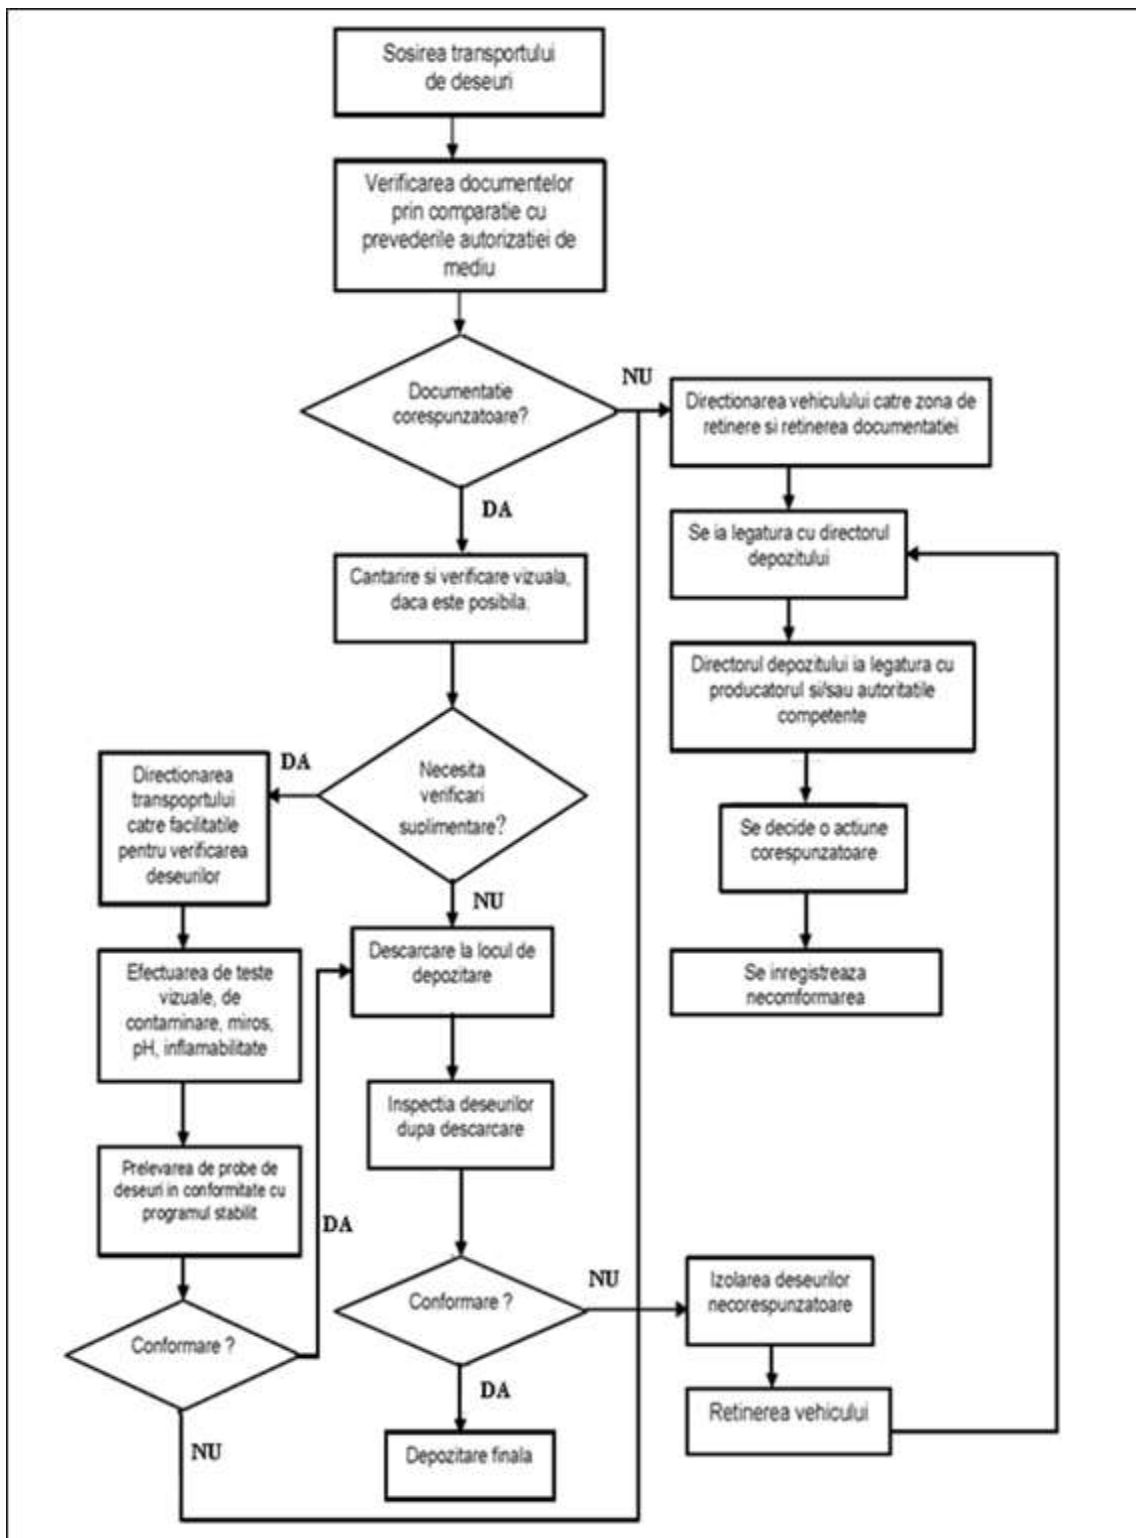 Sosirea transportului
de deseuri
Verificarea documentelor
prin comparatie cu
prevederile autorizatiei de
mediu
Documentatie
corespunzatoare?
NU
Directionarea vehiculului catre zona de
retinere si retinerea documentatiei
DA
Se ia legatura cu directorul
depozitului
Cantarire si verificare vizuala,
daca este posibila.
Directorul depozitului ia legatura cu
producatorul si/sau autoritatile
competente
Necesita
verificari
suplimentare?
DA
Directionarea
transpoprtului
catre facilitatile
pentru verificarea
deseurilor
Se decide o actiune
corespunzatoare
NU
Descarcare la locul de
depozitare
Efectuarea de teste
vizuale, de
contaminare, miros,
pH, inflamabilitate
Se inregistreaza
necomformarea
Inspectia deseurilor
dupa descarcare
Prelevarea de probe de
deseuri in conformitate cu
programul stabilit
DA
Conformare ?
NU
Izolarea deseurilor
necorespunzatoare
Conformare ?
DA
Retinerea vehicului
NU
Depozitare finala